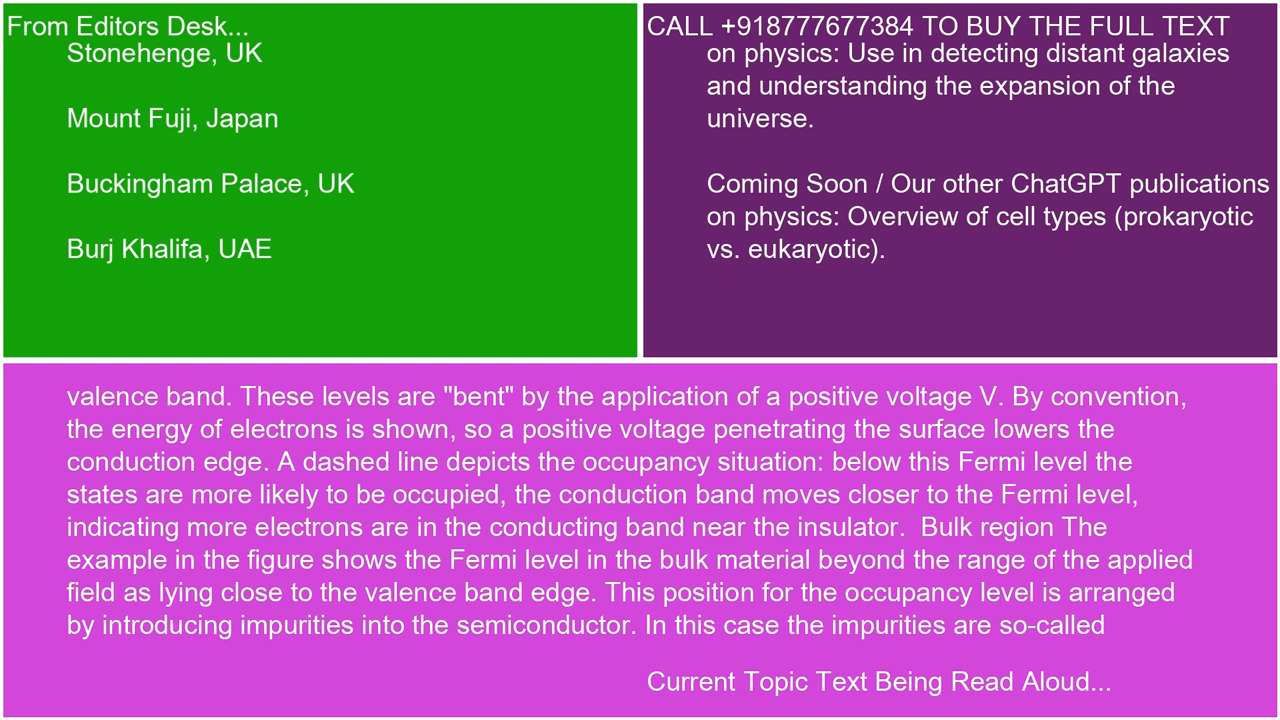 From Editors Desk...
Stonehenge, UK
Mount Fuji, Japan
Buckingham Palace, UK
Burj Khalifa, UAE
CALL +918777677384 TO BUY THE FULL TEXT
on physics: Use in detecting distant galaxies
and understanding the expansion of the
universe.
Coming Soon / Our other ChatGPT publications
on physics: Overview of cell types (prokaryotic
vs. eukaryotic).
valence band. These levels are "bent" by the application of a positive voltage V. By convention,
the energy of electrons is shown, so a positive voltage penetrating the surface lowers the
conduction edge. A dashed line depicts the occupancy situation: below this Fermi level the
states are more likely to be occupied, the conduction band moves closer to the Fermi level,
indicating more electrons are in the conducting band near the insulator.  Bulk region The
example in the figure shows the Fermi level in the bulk material beyond the range of the applied
field as lying close to the valence band edge. This position for the occupancy level is arranged
by introducing impurities into the semiconductor. In this case the impurities are so-called
Current Topic Text Being Read Aloud...